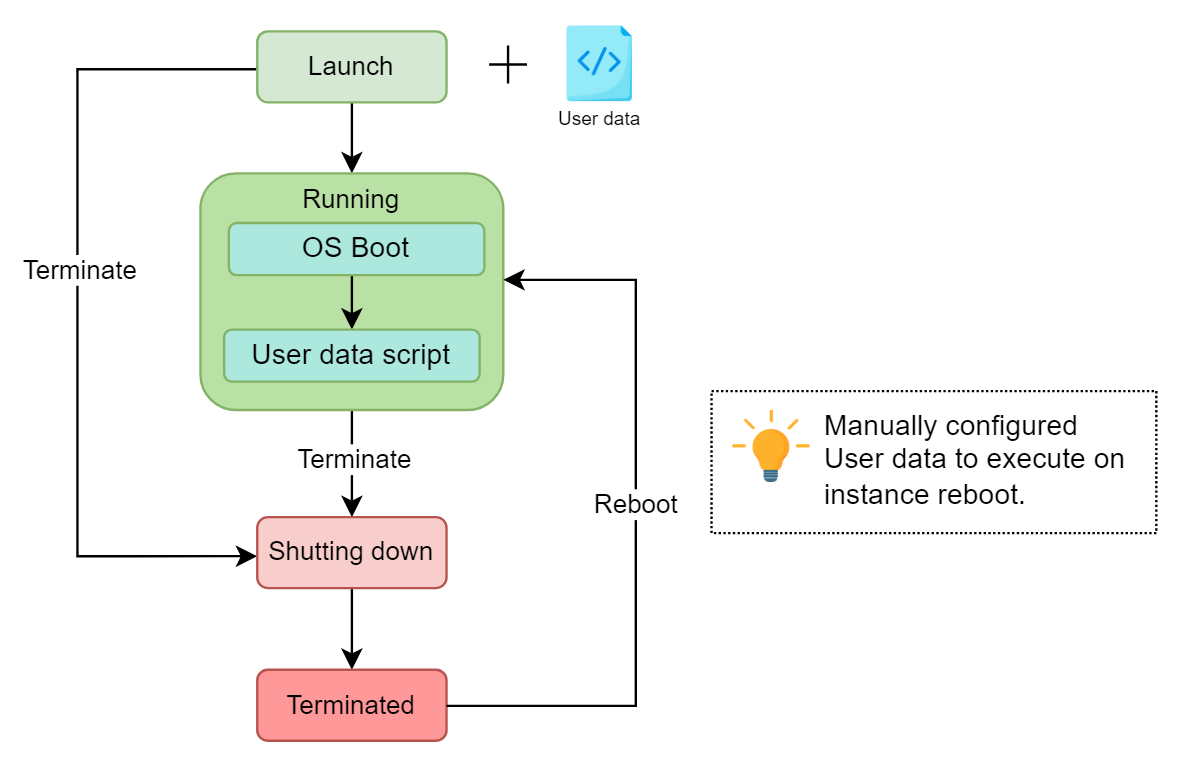 Launch
</>
User data
Running
OS Boot
Terminate
User data script
Manually configured
User data to execute on
instance reboot.
Terminate
Reboot
Shutting down
Terminated